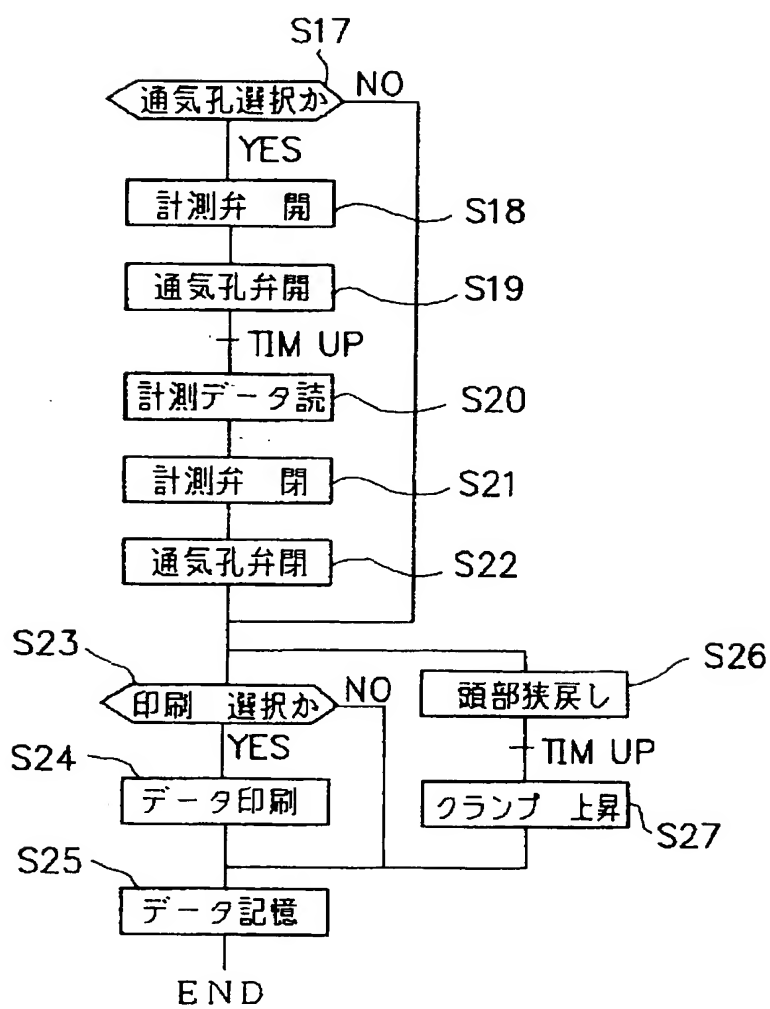 S17
通気孔選択か
NO
YES
計測弁 開
S18
通気孔弁開
S19
TIM UP
計測データ読
S20
計測弁 閉
S21
通気孔弁閉
S22
S23
印刷 選択か
NO
YES
S24
データ印刷
S25
データ記憶
END
S26
頭部狭戻し
TIM UP
クランプ 上昇
S27